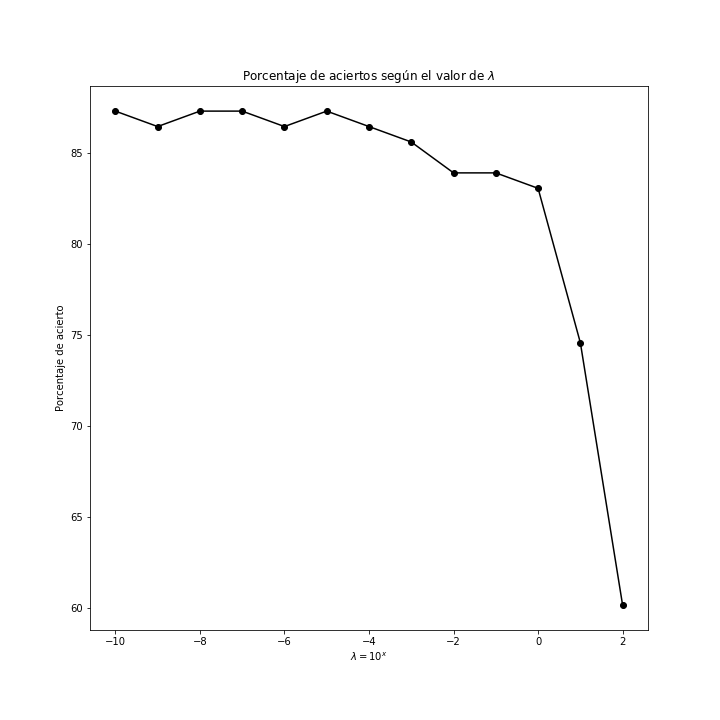 Porcentaje de aciertos según el valor de λ
85
80
75
70
65
60
Porcentaje de acierto
−10 −8 −6 −4 −2 0 2
λ = 10^x